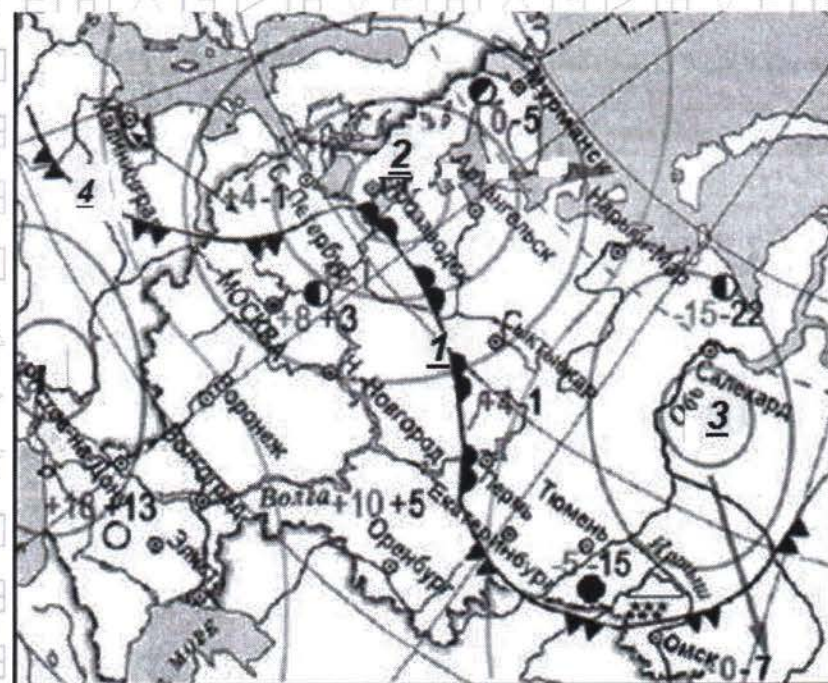 Мурманск
0 -5
2
Калининград
4
+4 -1
С.Петербург
Петрозаводск
Архангельск
Нарьян-Мар
-15 -22
МОСКВА
+8 +3
1
Сыктывкар
Салехард
Обь
3
Н. Новгород
Воронеж
Волгоград
Ростов-на-Дону
1
Пермь
Екатеринбург
Тюмень
Иртыш
Волга
+10 +5
Оренбург
+13
Элиста
-5 -15
МОРЕ
Омск
0 -7